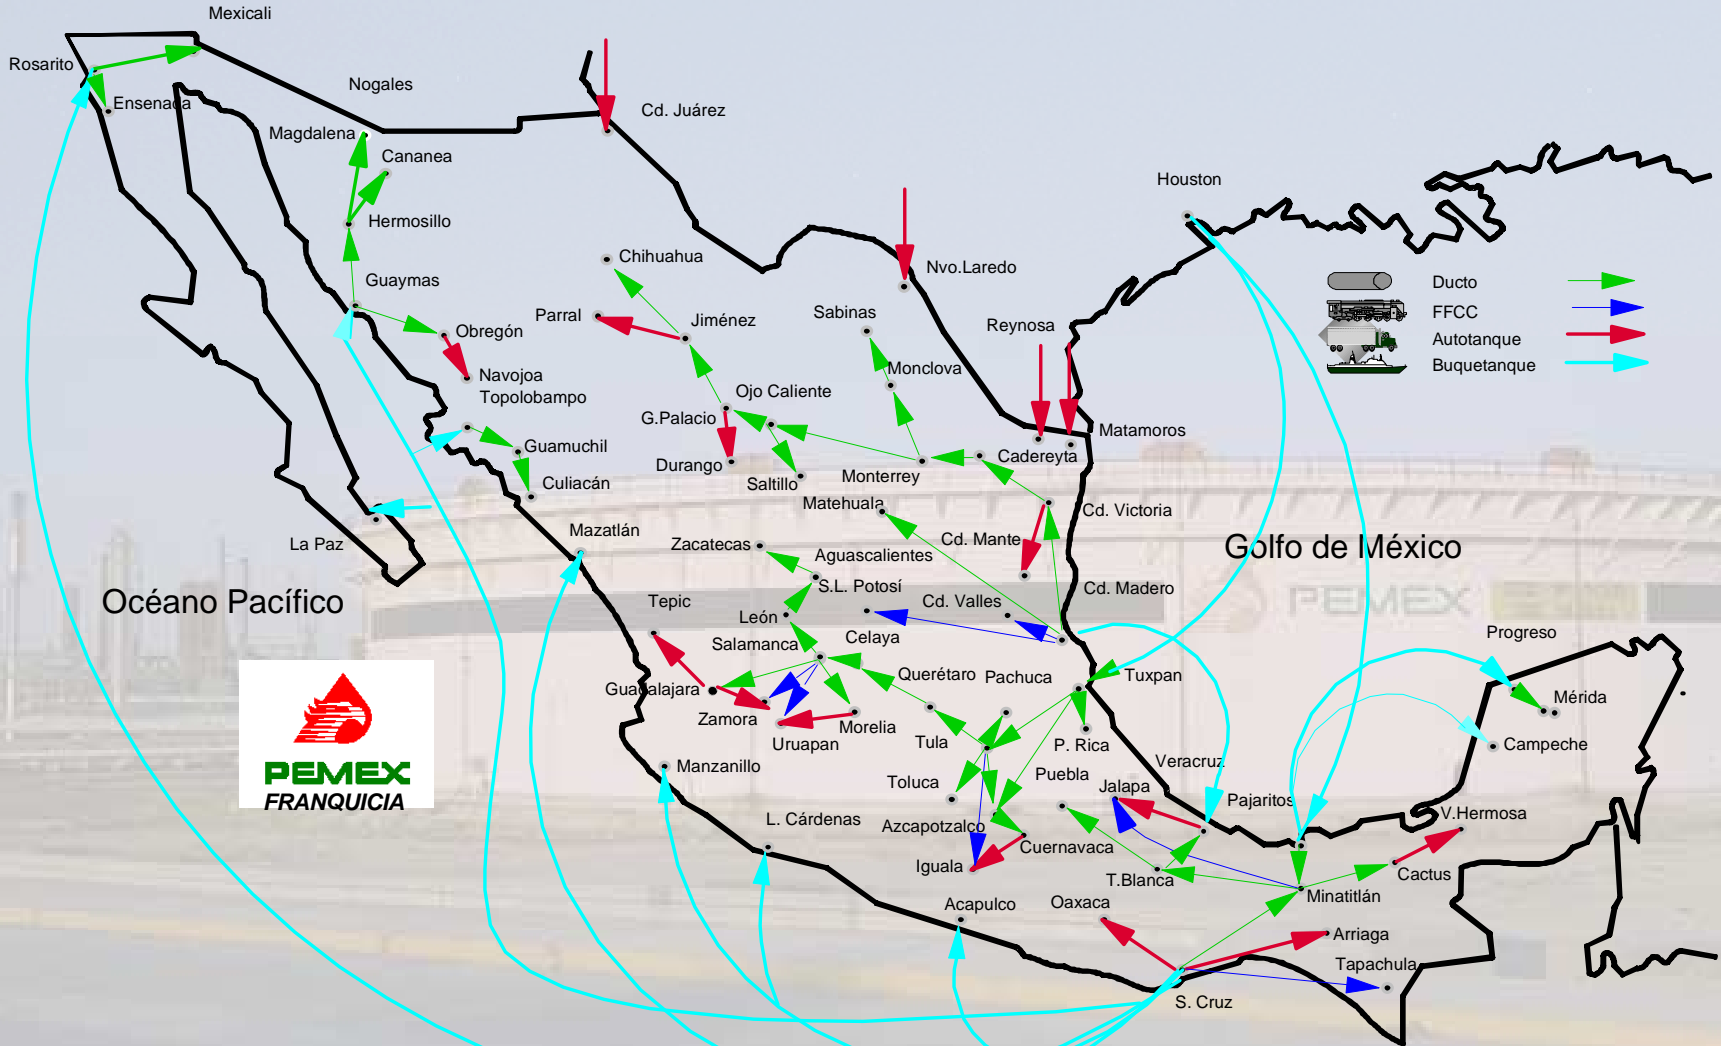 Mexicali
Rosarito
Ensenada
Nogales
Magdalena
Cananea
Cd. Juárez
Hermosillo
Houston
Chihuahua
Nvo.Laredo
Guaymas
Ducto
FFCC
Autotanque
Buquetanque
Parral
Jiménez
Sabinas
Reynosa
Obregón
Navojoa
Topolobampo
Monclova
Ojo Caliente
G.Palacio
Matamoros
Guamuchil
Durango
Saltillo
Monterrey
Cadereyta
Culiacán
Matehuala
Cd. Victoria
La Paz
Mazatlán
Zacatecas
Aguascalientes
Cd. Mante
Golfo de México
Océano Pacífico
S.L. Potosí
Cd. Valles
Cd. Madero
PEMEX
Tepic
León
Salamanca
Celaya
Progreso
Guadalajara
Querétaro
Pachuca
Tuxpan
Mérida
Zamora
Morelia
Uruapan
Tula
P. Rica
Campeche
PEMEX
FRANQUICIA
Manzanillo
Toluca
Puebla
Veracruz
Jalapa
Pajaritos
V.Hermosa
L. Cárdenas
Azcapotzalco
Cuernavaca
Iguala
T.Blanca
Cactus
Minatitlán
Acapulco
Oaxaca
Arriaga
Tapachula
S. Cruz